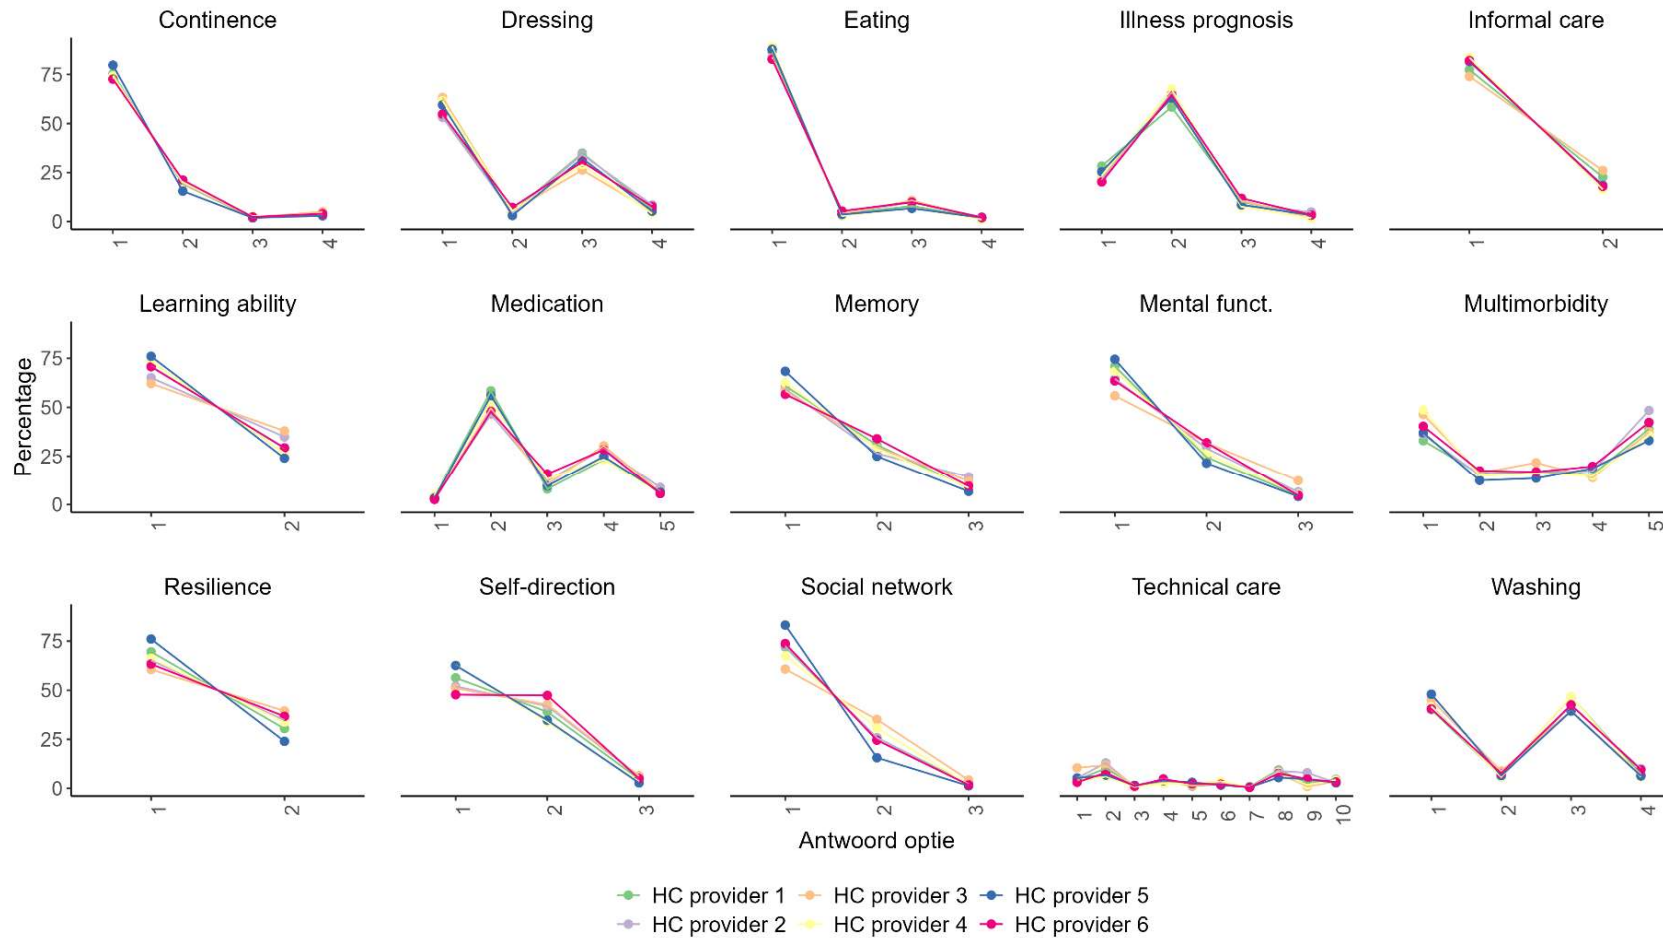 Continence Dressing Eating Illness prognosis Informal care
75
50
25
0
1 2 3 4 1 2 3 4 1 2 3 4 1 2 3 4 1 2
Learning ability Medication Memory Mental funct. Multimorbidity
Percentage
75
50
25
0
1 2 1 2 3 4 5 1 2 3 1 2 3 1 2 3 4 5
Resilience Self-direction Social network Technical care Washing
75
50
25
0
1 2 1 2 3 1 2 3 1 2 3 4 5 6 7 8 9 10 1 2 3 4
Antwoord optie
HC provider 1 HC provider 3 HC provider 5
HC provider 2 HC provider 4 HC provider 6